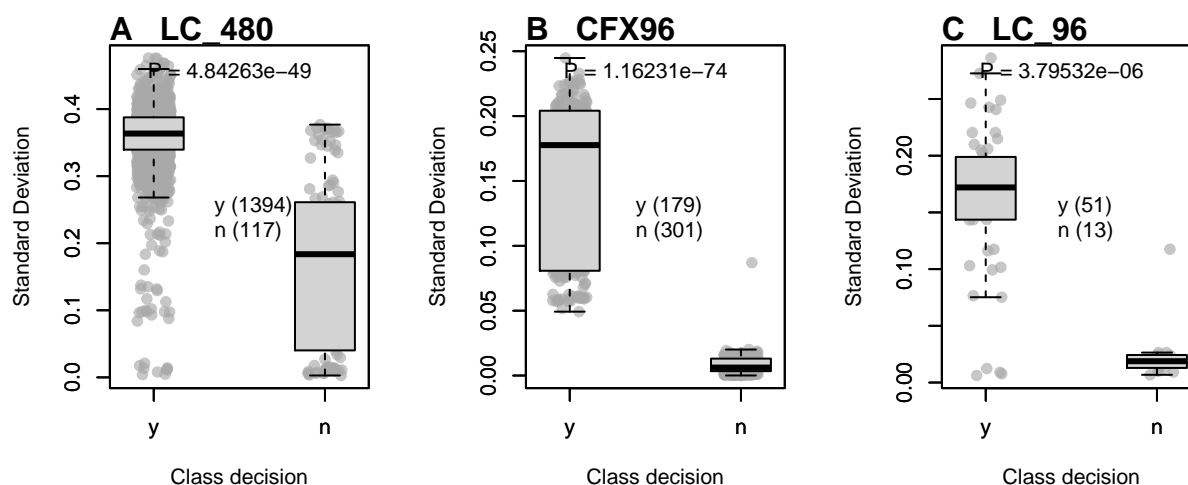 A LC_480
P = 4.84263e−49
Standard Deviation
0.4
0.3
0.2
0.1
0.0
y (1394)
n (117)
y n
Class decision
B CFX96
P = 1.16231e−74
Standard Deviation
0.25
0.20
0.15
0.10
0.05
0.00
y (179)
n (301)
y n
Class decision
C LC_96
P = 3.79532e−06
Standard Deviation
0.20
0.10
0.00
y (51)
n (13)
y n
Class decision